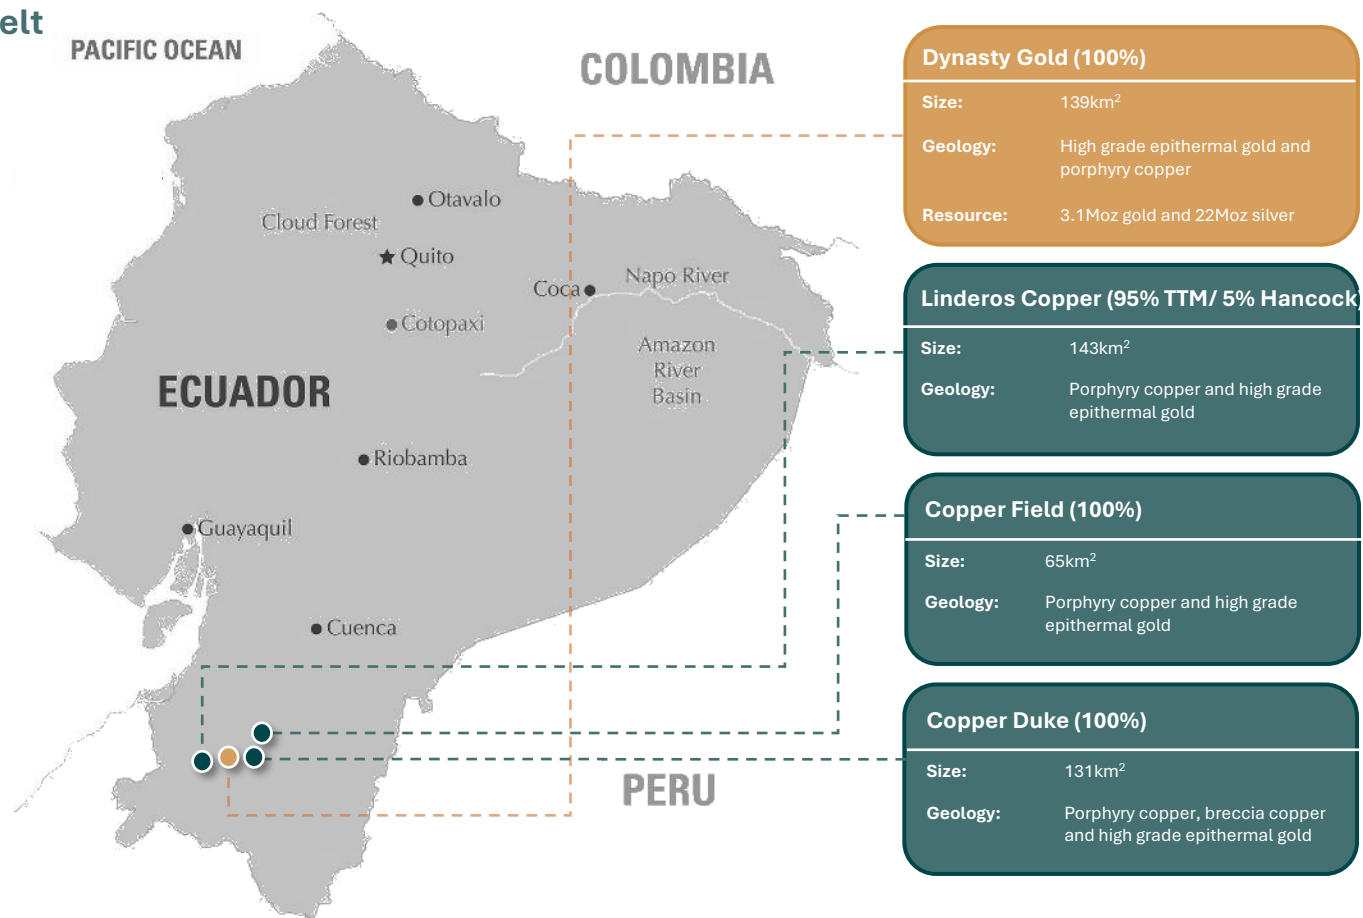 elt
PACIFIC OCEAN
COLOMBIA
Otavalo
Cloud Forest
Quito
Coca
Napo River
Cotopaxi
Amazon
River
Basin
ECUADOR
Riobamba
Guayaquil
Cuenca
PERU
Dynasty Gold (100%)
Size: 139km²
Geology: High grade epithermal gold and
porphyry copper
Resource: 3.1Moz gold and 22Moz silver
Linderos Copper (95% TTM/ 5% Hancock)
Size: 143km²
Geology: Porphyry copper and high grade
epithermal gold
Copper Field (100%)
Size: 65km²
Geology: Porphyry copper and high grade
epithermal gold
Copper Duke (100%)
Size: 131km²
Geology: Porphyry copper, breccia copper
and high grade epithermal gold